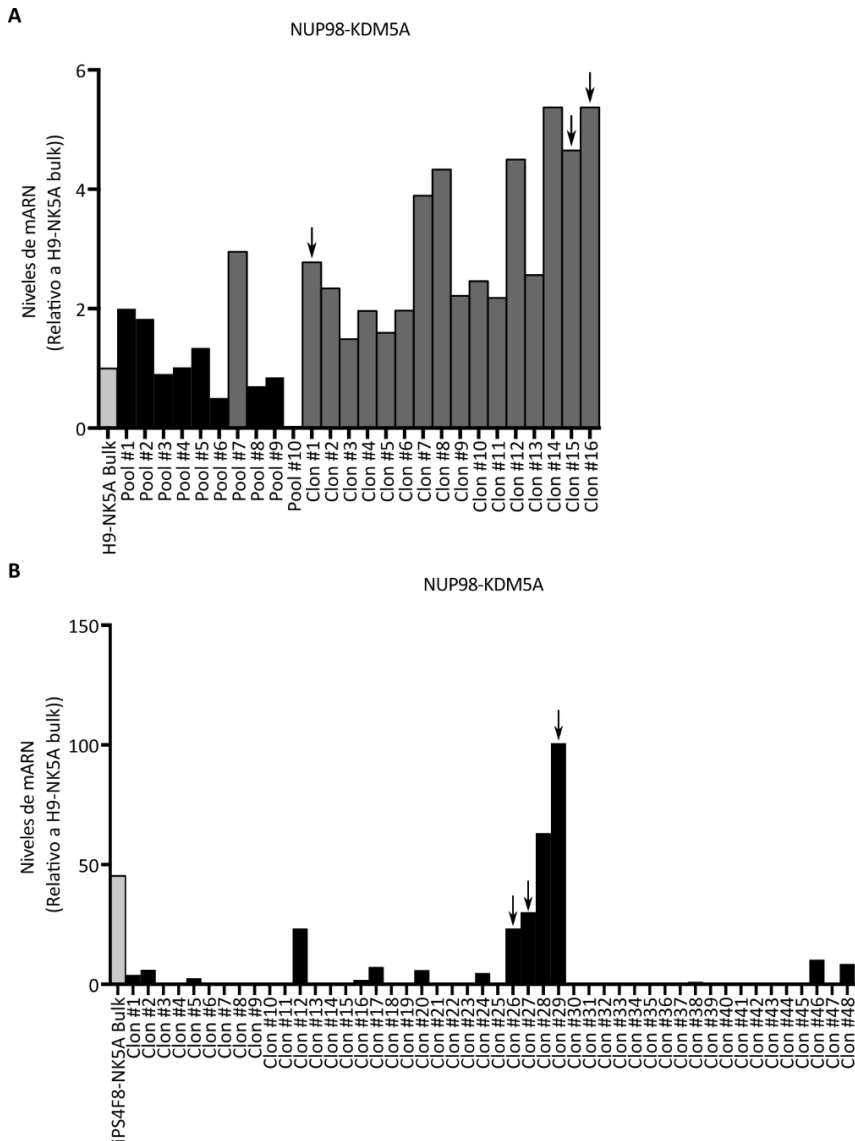 A
NUP98-KDM5A
Niveles de mARN
(Relativo a H9-NK5A bulk))
6
4
2
0
H9-NK5A Bulk
Pool #1
Pool #2
Pool #3
Pool #4
Pool #5
Pool #6
Pool #7
Pool #8
Pool #9
Pool #10
Clon #1
Clon #2
Clon #3
Clon #4
Clon #5
Clon #6
Clon #7
Clon #8
Clon #9
Clon #10
Clon #11
Clon #12
Clon #13
Clon #14
Clon #15
Clon #16
B
NUP98-KDM5A
Niveles de mARN
(Relativo a H9-NK5A bulk))
150
100
50
0
iPS4F8-NK5A Bulk
Clon #1
Clon #2
Clon #3
Clon #4
Clon #5
Clon #6
Clon #7
Clon #8
Clon #9
Clon #10
Clon #11
Clon #12
Clon #13
Clon #14
Clon #15
Clon #16
Clon #17
Clon #18
Clon #19
Clon #20
Clon #21
Clon #22
Clon #23
Clon #24
Clon #25
Clon #26
Clon #27
Clon #28
Clon #29
Clon #30
Clon #31
Clon #32
Clon #33
Clon #34
Clon #35
Clon #36
Clon #37
Clon #38
Clon #39
Clon #40
Clon #41
Clon #42
Clon #43
Clon #44
Clon #45
Clon #46
Clon #47
Clon #48